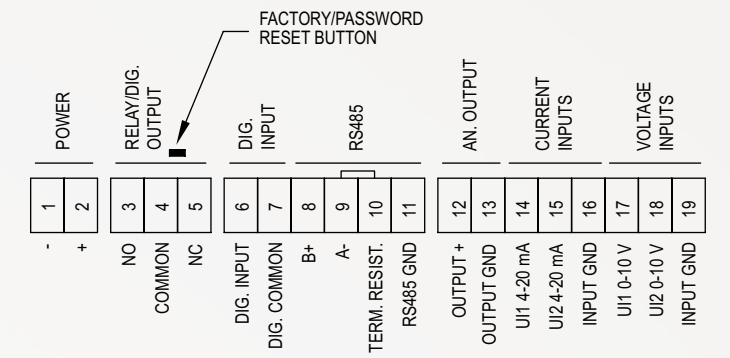 FACTORY/PASSWORD
RESET BUTTON
POWER
RELAY/DIG.
OUTPUT
DIG.
INPUT
RS485
AN. OUTPUT
CURRENT
INPUTS
VOLTAGE
INPUTS
1
2
3
4
5
6
7
8
9
10
11
12
13
14
15
16
17
18
19
-
+
NO
COMMON
NC
DIG. INPUT
DIG. COMMON
B+
A-
TERM. RESIST.
RS485 GND
OUTPUT +
OUTPUT GND
UI1 4-20 mA
UI2 4-20 mA
INPUT GND
UI1 0-10 V
UI2 0-10 V
INPUT GND